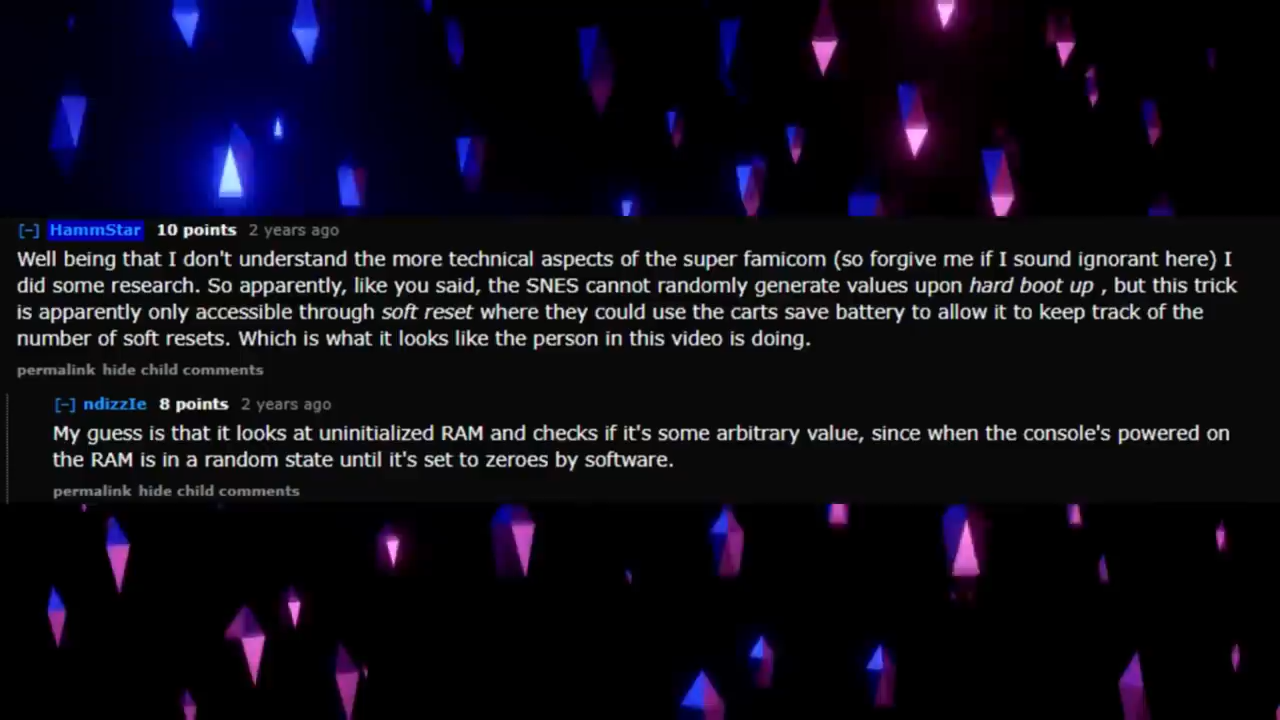 [-] HammStar 10 points 2 years ago
Well being that I don't understand the more technical aspects of the super famicom (so forgive me if I sound ignorant here) I
did some research. So apparently, like you said, the SNES cannot randomly generate values upon hard boot up , but this trick
is apparently only accessible through soft reset where they could use the carts save battery to allow it to keep track of the
number of soft resets. Which is what it looks like the person in this video is doing.
permalink hide child comments
[-] ndizzIe 8 points 2 years ago
My guess is that it looks at uninitialized RAM and checks if it's some arbitrary value, since when the console's powered on
the RAM is in a random state until it's set to zeroes by software.
permalink hide child comments